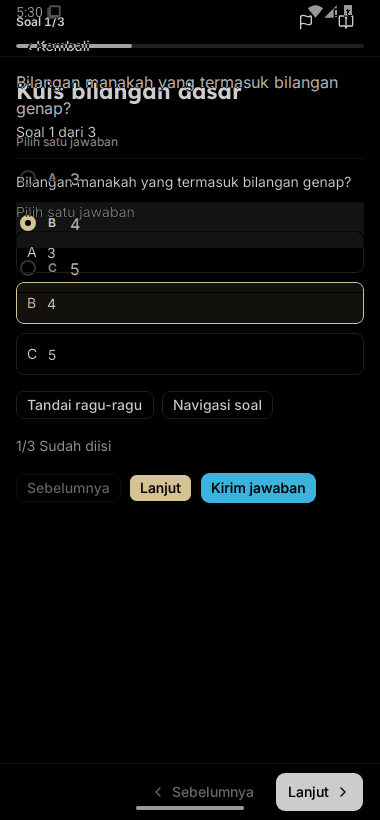 5:30
Soal 1/3
Kembali
Bilangan manakah yang termasuk bilangan
genap?
Kuis bilangan dasar
Soal 1 dari 3
Pilih satu jawaban
A 3
Bilangan manakah yang termasuk bilangan genap?
Pilih satu jawaban
B 4
A 3
C 5
B 4
C 5
Tandai ragu-ragu Navigasi soal
1/3 Sudah diisi
Sebelumnya Lanjut Kirim jawaban
Sebelumnya Lanjut